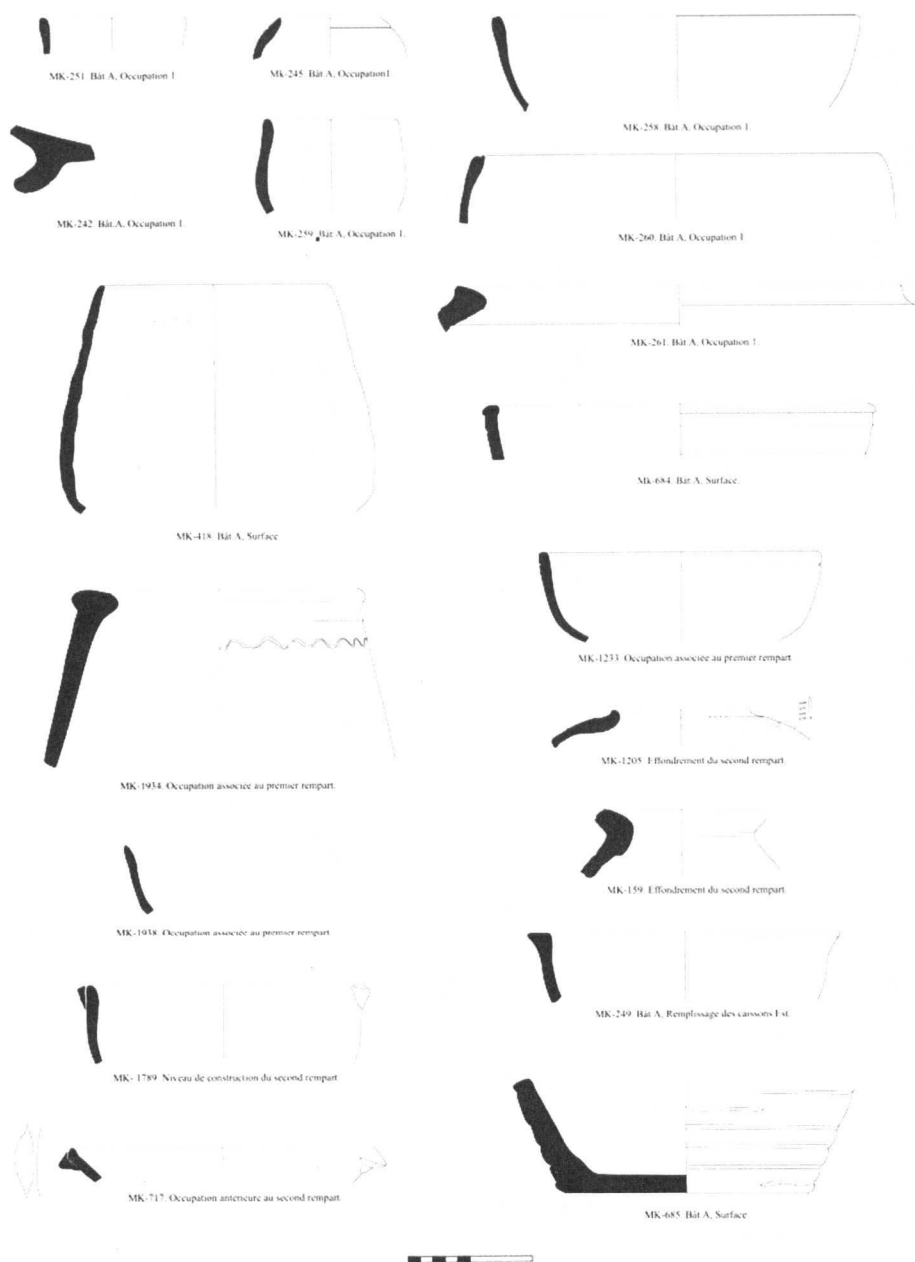 MK-251. Bât A, Occupation 1
Mk-245. Bât A, Occupation1
MK-258. Bât A, Occupation 1.
MK-242. Bât A, Occupation 1.
MK-259. Bât A, Occupation 1.
MK-260. Bât A, Occupation 1
MK-261. Bât A, Occupation 1.
Mk-684. Bât A, Surface.
MK-418. Bât A, Surface
MK-1233. Occupation associée au premier rempart.
MK-1205. Effondrement du second rempart.
MK-1934. Occupation associée au premier rempart.
MK-159. Effondrement du second rempart.
MK-1938. Occupation associée au premier rempart.
MK-249. Bât A, Remplissage des caissons Est.
MK- 1789. Niveau de construction du second rempart.
MK-717. Occupation antérieure au second rempart.
MK-685. Bât A, Surface